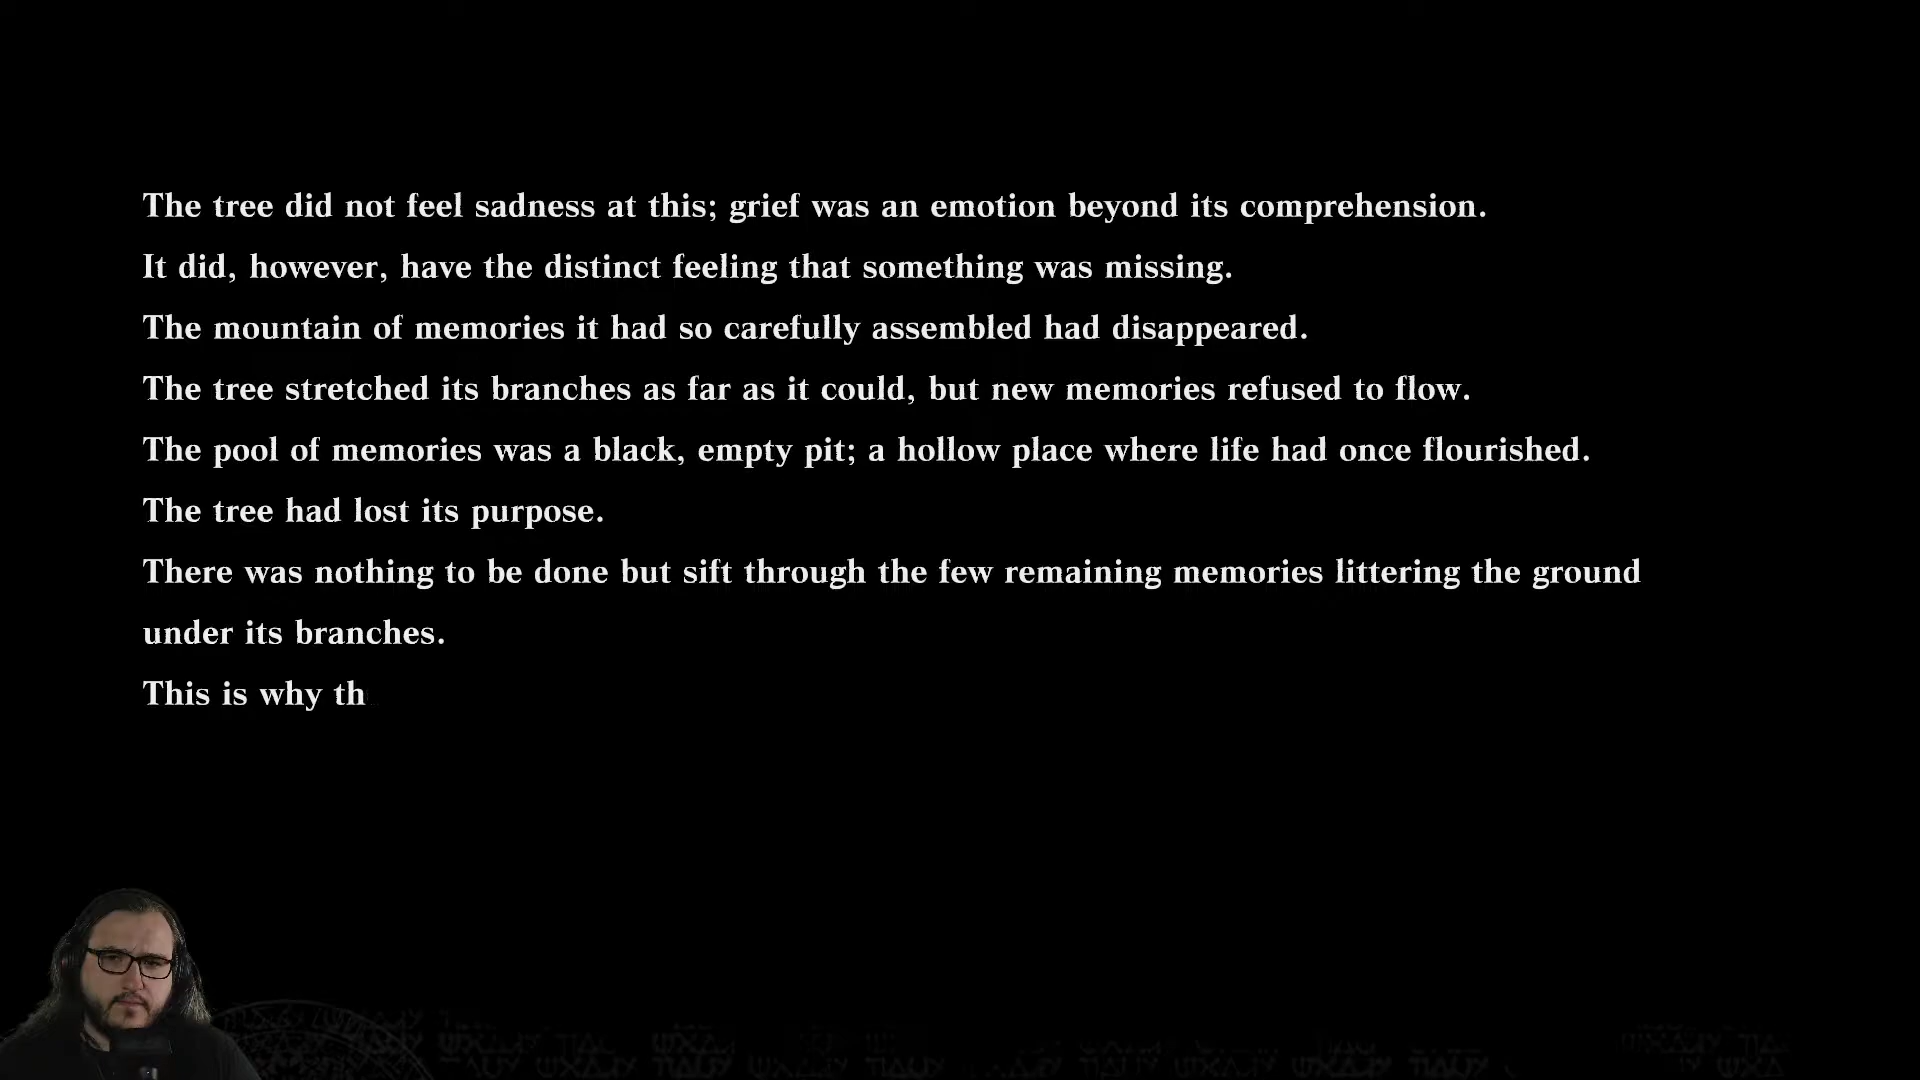 The tree did not feel sadness at this; grief was an emotion beyond its comprehension.
It did, however, have the distinct feeling that something was missing.
The mountain of memories it had so carefully assembled had disappeared.
The tree stretched its branches as far as it could, but new memories refused to flow.
The pool of memories was a black, empty pit; a hollow place where life had once flourished.
The tree had lost its purpose.
There was nothing to be done but sift through the few remaining memories littering the ground
under its branches.
This is why th